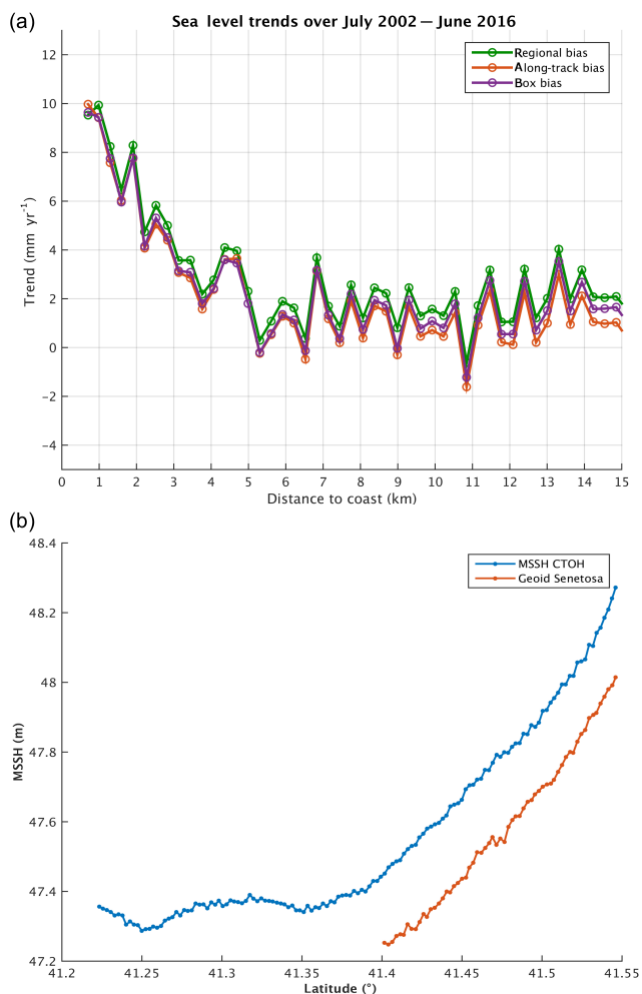 (a)
Sea level trends over July 2002 — June 2016
Regional bias
Along-track bias
Box bias
12
10
8
6
4
2
0
-2
-4
Trend (mm yr⁻¹)
0 1 2 3 4 5 6 7 8 9 10 11 12 13 14 15
Distance to coast (km)
(b)
MSSH CTOH
Geoid Senetosa
48.4
48.2
48
47.8
47.6
47.4
47.2
MSSH (m)
41.2 41.25 41.3 41.35 41.4 41.45 41.5 41.55
Latitude (°)